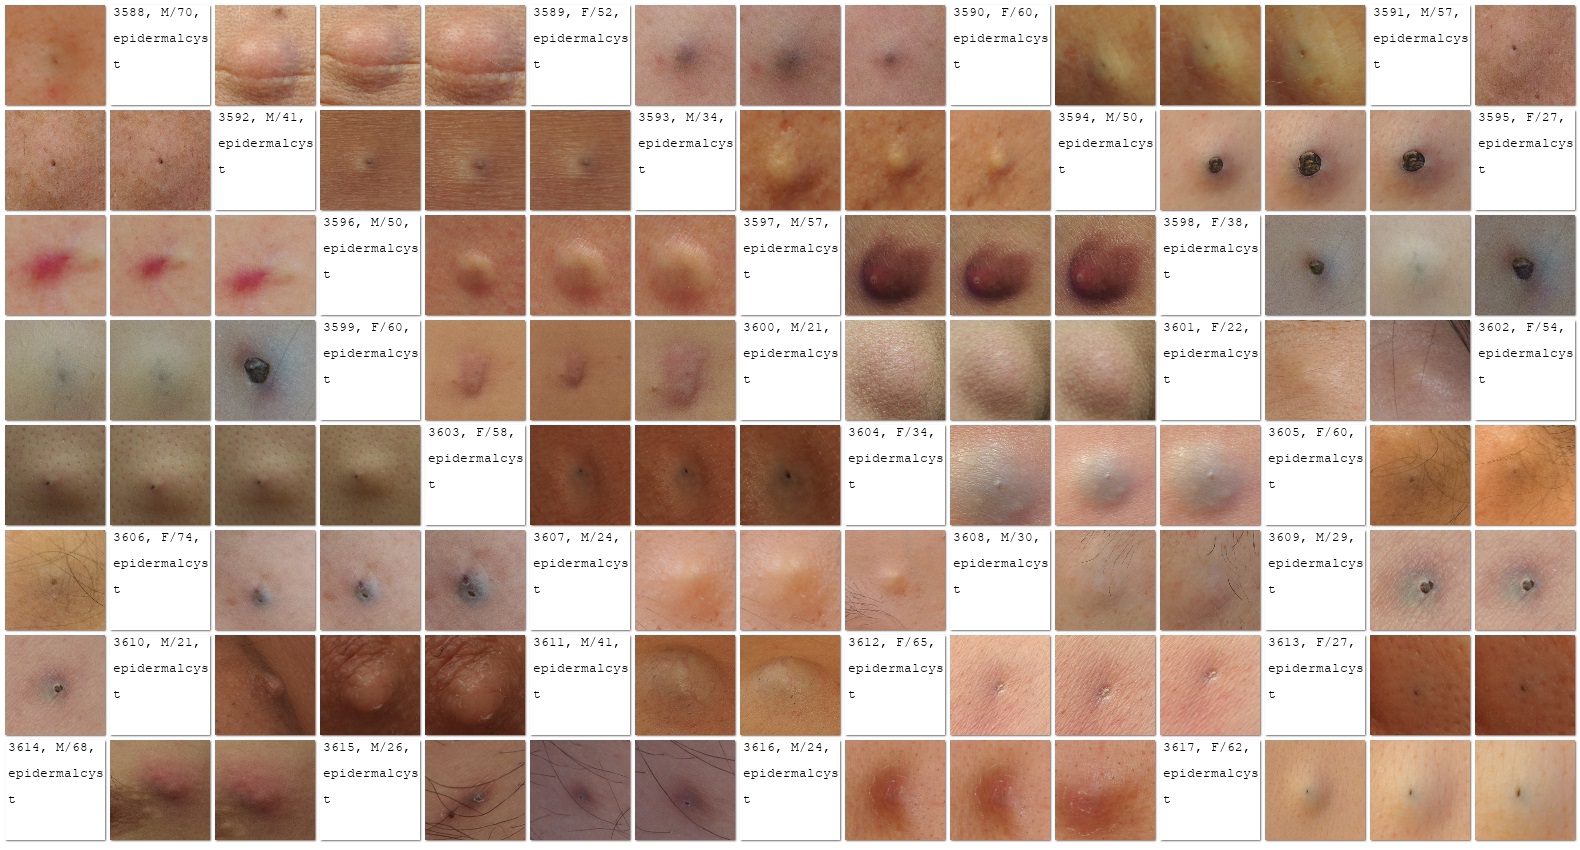 3588, M/70,
epidermalcys
t
3589, F/52,
epidermalcys
t
3590, F/60,
epidermalcys
t
3591, M/57,
epidermalcys
t
3592, M/41,
epidermalcys
t
3593, M/34,
epidermalcys
t
3594, M/50,
epidermalcys
t
3595, F/27,
epidermalcys
t
3596, M/50,
epidermalcys
t
3597, M/57,
epidermalcys
t
3598, F/38,
epidermalcys
t
3599, F/60,
epidermalcys
t
3600, M/21,
epidermalcys
t
3601, F/22,
epidermalcys
t
3602, F/54,
epidermalcys
t
3603, F/58,
epidermalcys
t
3604, F/34,
epidermalcys
t
3605, F/60,
epidermalcys
t
3606, F/74,
epidermalcys
t
3607, M/24,
epidermalcys
t
3608, M/30,
epidermalcys
t
3609, M/29,
epidermalcys
t
3610, M/21,
epidermalcys
t
3611, M/41,
epidermalcys
t
3612, F/65,
epidermalcys
t
3613, F/27,
epidermalcys
t
3614, M/68,
epidermalcys
t
3615, M/26,
epidermalcys
t
3616, M/24,
epidermalcys
t
3617, F/62,
epidermalcys
t